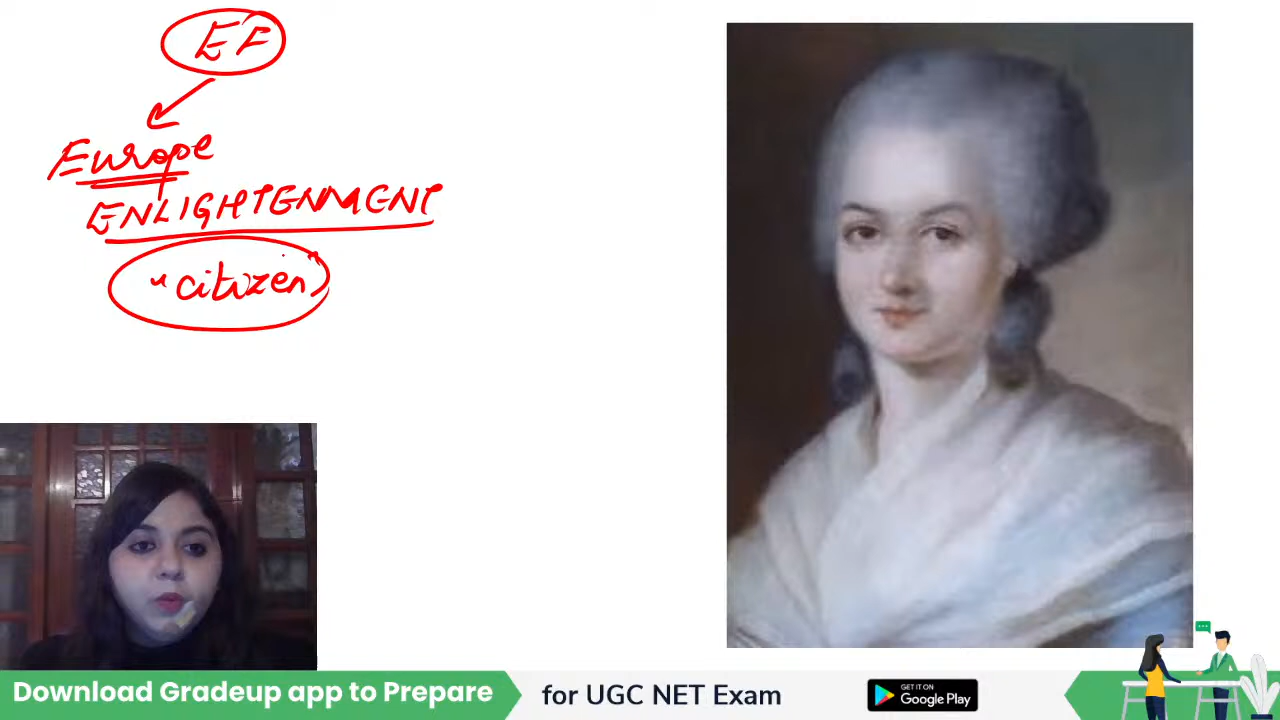 EF
Europe
ENLIGHTENMENT
"citizen"
Download Gradeup app to Prepare
for UGC NET Exam
GET IT ON
Google Play